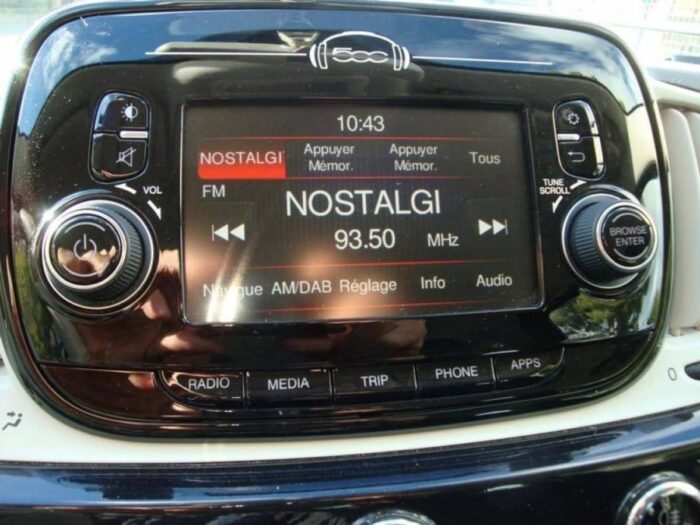 500
10:43
NOSTALGI Appuyer Mémor. Appuyer Mémor. Tous
FM
NOSTALGI
93.50 MHz
Navigue AM/DAB Réglage Info Audio
VOL
TUNE
SCROLL
BROWSE
ENTER
RADIO MEDIA TRIP PHONE APPS
0